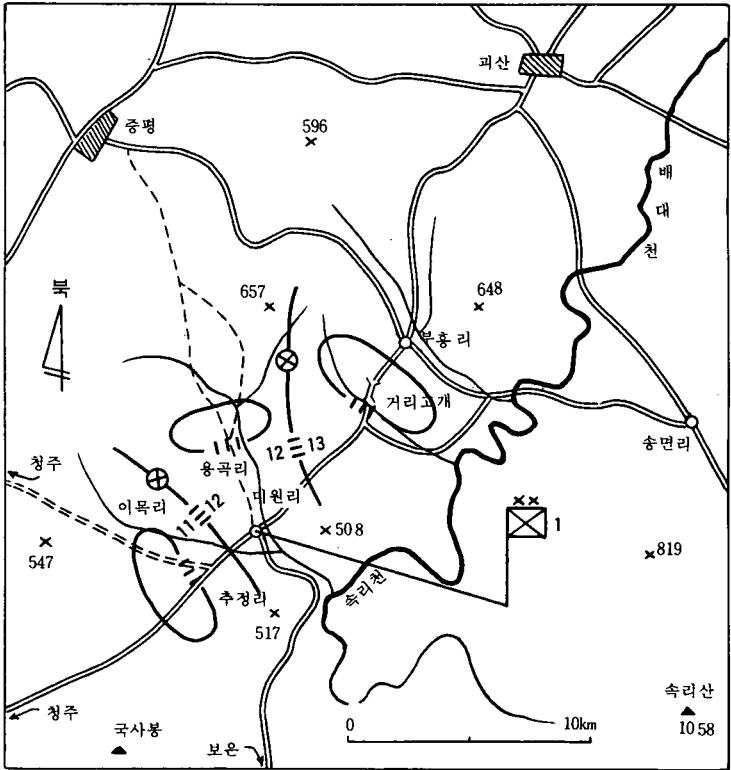 괴산
증평
596
배대천
북
657
648
부흥리
거리고개
송면리
12 13
용곡리
청주
이목리
미원리
11 12
508
1
547
819
속리천
추정리
517
속리산
1058
0 10km
청주
국사봉
보은